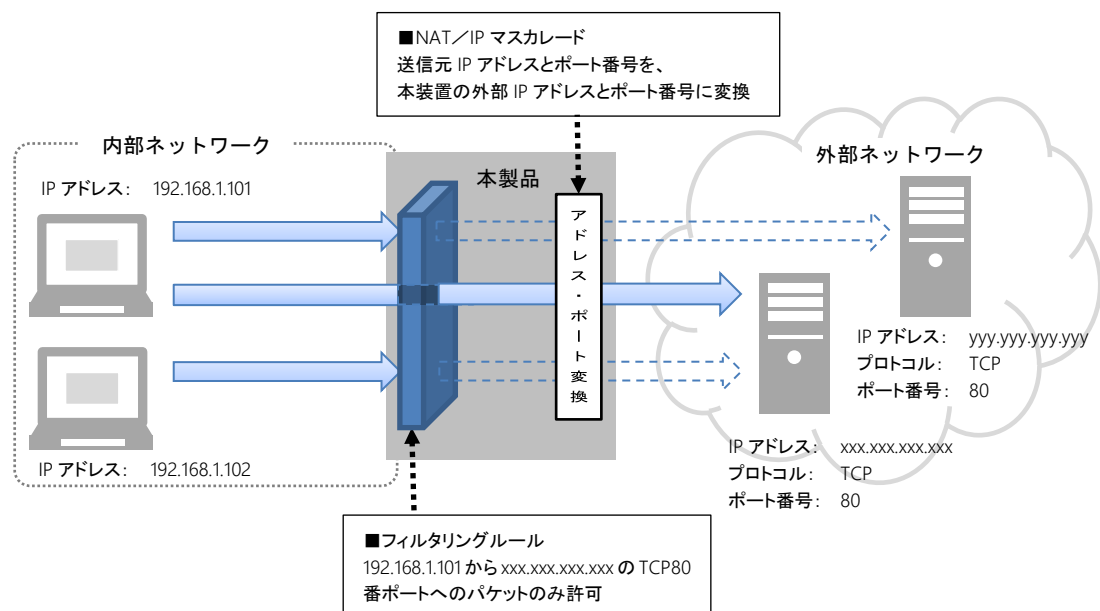 ■NAT／IP マスカレード
送信元 IP アドレスとポート番号を、
本装置の外部 IP アドレスとポート番号に変換
内部ネットワーク
IP アドレス： 192.168.1.101
本製品
アドレス・ポート変換
外部ネットワーク
IP アドレス： yyy.yyy.yyy.yyy
プロトコル： TCP
ポート番号： 80
IP アドレス： xxx.xxx.xxx.xxx
プロトコル： TCP
ポート番号： 80
IP アドレス： 192.168.1.102
■フィルタリングルール
192.168.1.101 から xxx.xxx.xxx.xxx の TCP80
番ポートへのパケットのみ許可